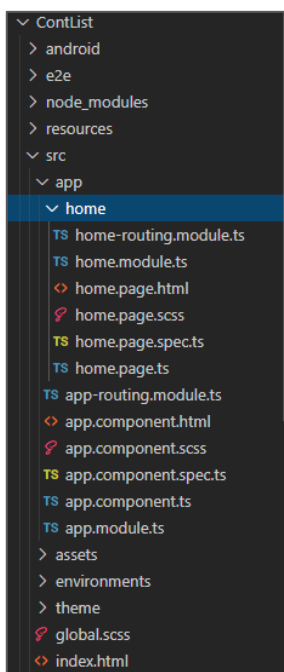 ContList
android
e2e
node_modules
resources
src
app
home
TS home-routing.module.ts
TS home.module.ts
<> home.page.html
home.page.scss
TS home.page.spec.ts
TS home.page.ts
TS app-routing.module.ts
<> app.component.html
app.component.scss
TS app.component.spec.ts
TS app.component.ts
TS app.module.ts
assets
environments
theme
global.scss
<> index.html